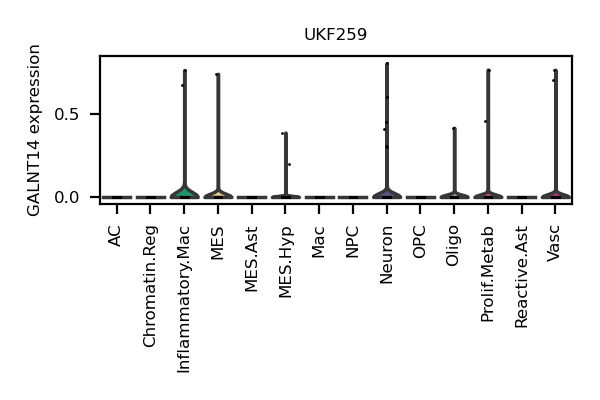 UKF259
GALNT14 expression
0.5
0.0
AC
Chromatin.Reg
Inflammatory.Mac
MES
MES.Ast
MES.Hyp
Mac
NPC
Neuron
OPC
Oligo
Prolif.Metab
Reactive.Ast
Vasc